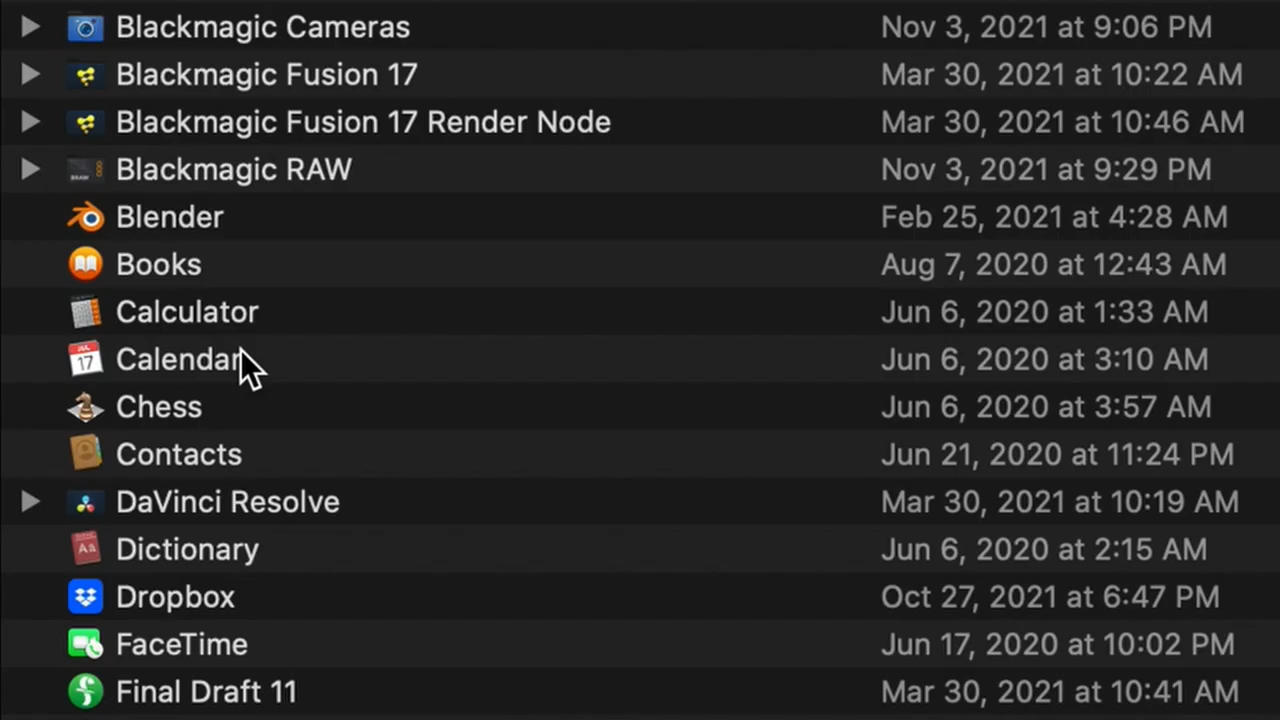 Blackmagic Cameras Nov 3, 2021 at 9:06 PM
Blackmagic Fusion 17 Mar 30, 2021 at 10:22 AM
Blackmagic Fusion 17 Render Node Mar 30, 2021 at 10:46 AM
Blackmagic RAW Nov 3, 2021 at 9:29 PM
Blender Feb 25, 2021 at 4:28 AM
Books Aug 7, 2020 at 12:43 AM
Calculator Jun 6, 2020 at 1:33 AM
JUL
17
Calendar Jun 6, 2020 at 3:10 AM
Chess Jun 6, 2020 at 3:57 AM
Contacts Jun 21, 2020 at 11:24 PM
DaVinci Resolve Mar 30, 2021 at 10:19 AM
Aa
Dictionary Jun 6, 2020 at 2:15 AM
Dropbox Oct 27, 2021 at 6:47 PM
FaceTime Jun 17, 2020 at 10:02 PM
Final Draft 11 Mar 30, 2021 at 10:41 AM